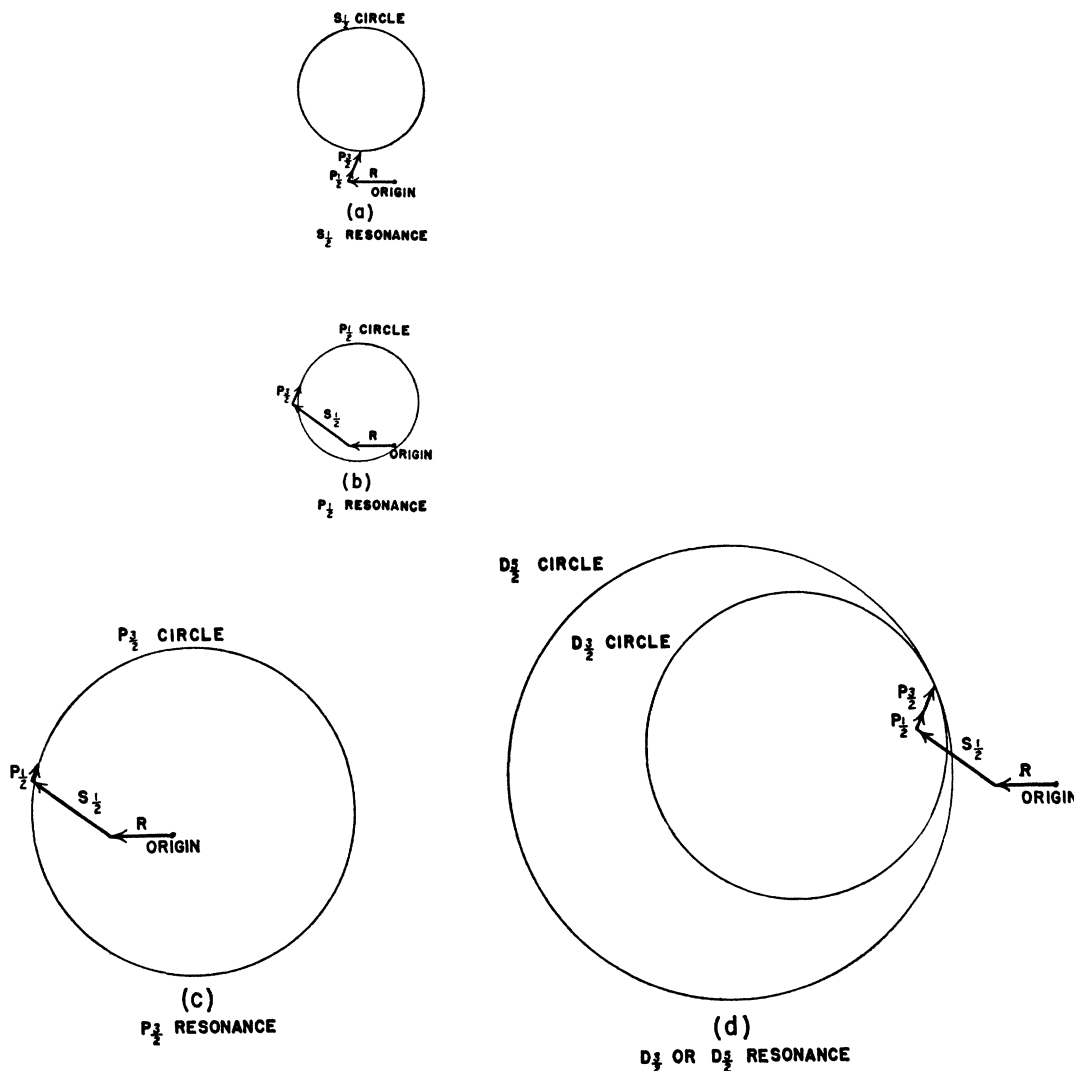 S½ CIRCLE
P3/2
P½
R
ORIGIN
(a)
S½ RESONANCE
P½ CIRCLE
P3/2
S½
R
ORIGIN
(b)
P½ RESONANCE
D5/2 CIRCLE
D3/2 CIRCLE
P3/2
P½
S½
R
ORIGIN
(d)
D3/2 OR D5/2 RESONANCE
P3/2 CIRCLE
P½
S½
R
ORIGIN
(c)
P3/2 RESONANCE